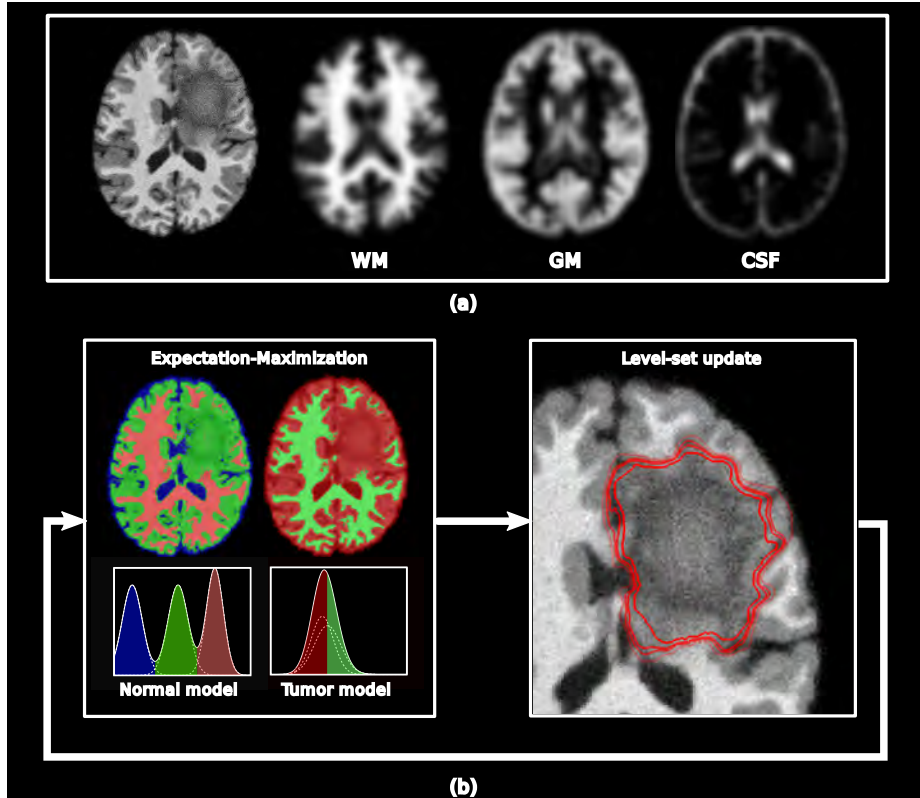 WM
GM
CSF
(a)
Expectation-Maximization
Level-set update
Normal model
Tumor model
(b)